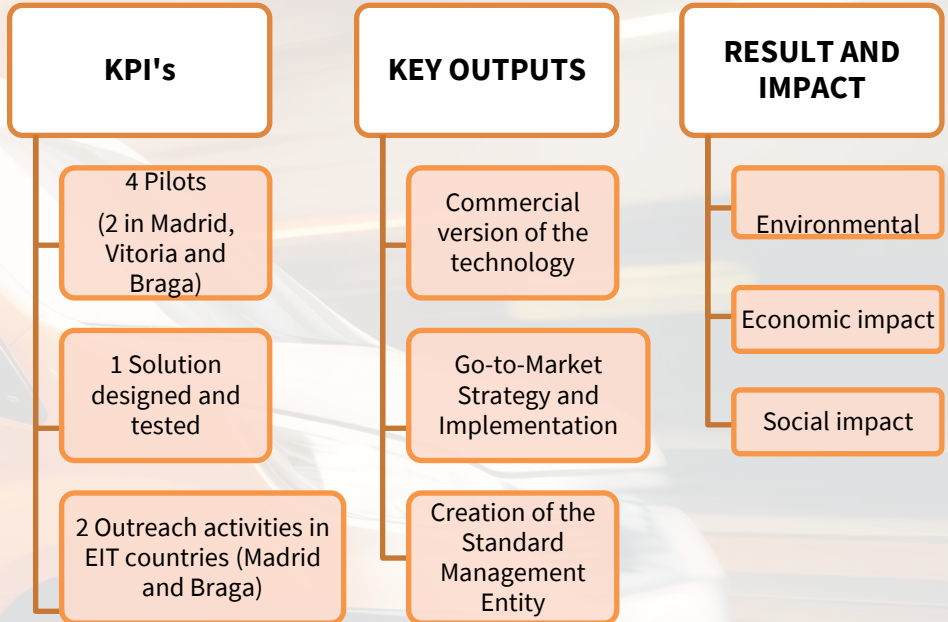 KPI's
4 Pilots
(2 in Madrid,
Vitoria and
Braga)
1 Solution
designed and
tested
2 Outreach activities in
EIT countries (Madrid
and Braga)
KEY OUTPUTS
Commercial
version of the
technology
Go-to-Market
Strategy and
Implementation
Creation of the
Standard
Management
Entity
RESULT AND
IMPACT
Environmental
Economic impact
Social impact